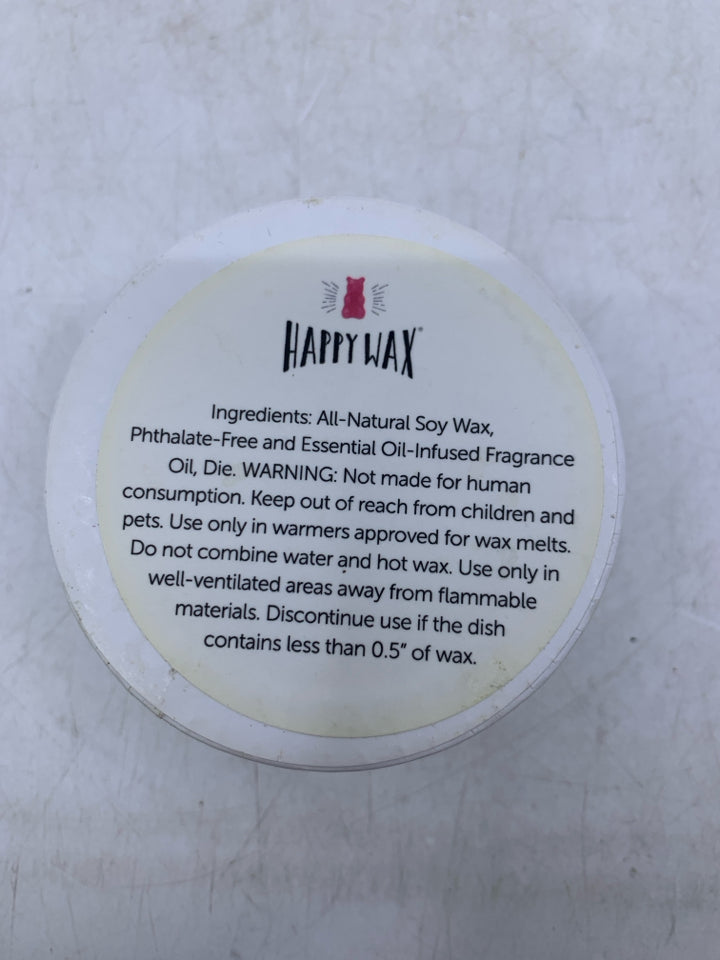 HAPPY WAX®
Ingredients: All-Natural Soy Wax,
Phthalate-Free and Essential Oil-Infused Fragrance
Oil, Die. WARNING: Not made for human
consumption. Keep out of reach from children and
pets. Use only in warmers approved for wax melts.
Do not combine water and hot wax. Use only in
well-ventilated areas away from flammable
materials. Discontinue use if the dish
contains less than 0.5” of wax.